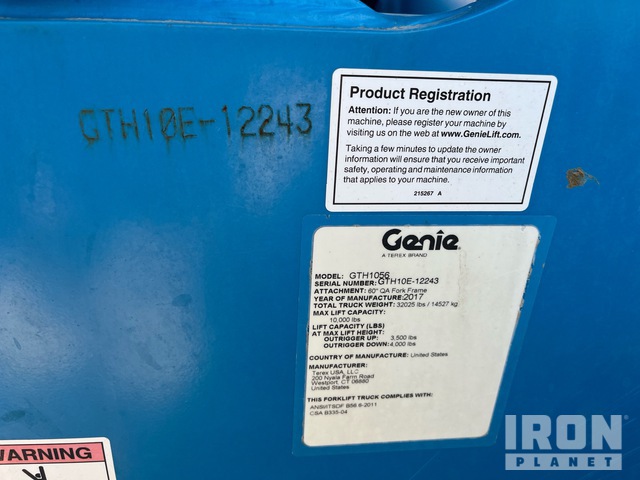 GTH10E-12243
Product Registration
Attention: If you are the new owner of this
machine, please register your machine by
visiting us on the web at www.GenieLift.com.
Taking a few minutes to update the owner
information will ensure that you receive important
safety, operating and maintenance information
that applies to your machine.
215267 A
Genie
A TEREX BRAND
MODEL: GTH1056
SERIAL NUMBER: GTH10E-12243
ATTACHMENT: 60" QA Fork Frame
YEAR OF MANUFACTURE: 2017
TOTAL TRUCK WEIGHT: 32025 lbs / 14527 kg
MAX LIFT CAPACITY:
10,000 lbs
LIFT CAPACITY (LBS)
AT MAX LIFT HEIGHT:
OUTRIGGER UP: 3,500 lbs
OUTRIGGER DOWN: 4,000 lbs
COUNTRY OF MANUFACTURE: United States
MANUFACTURER:
Terex USA, LLC
200 Nyala Farm Road
Westport, CT 06880
United States
THIS FORKLIFT TRUCK COMPLIES WITH:
ANSI/ITSDF B56.6-2011
CSA B335-04
ARNING
IRON
PLANET